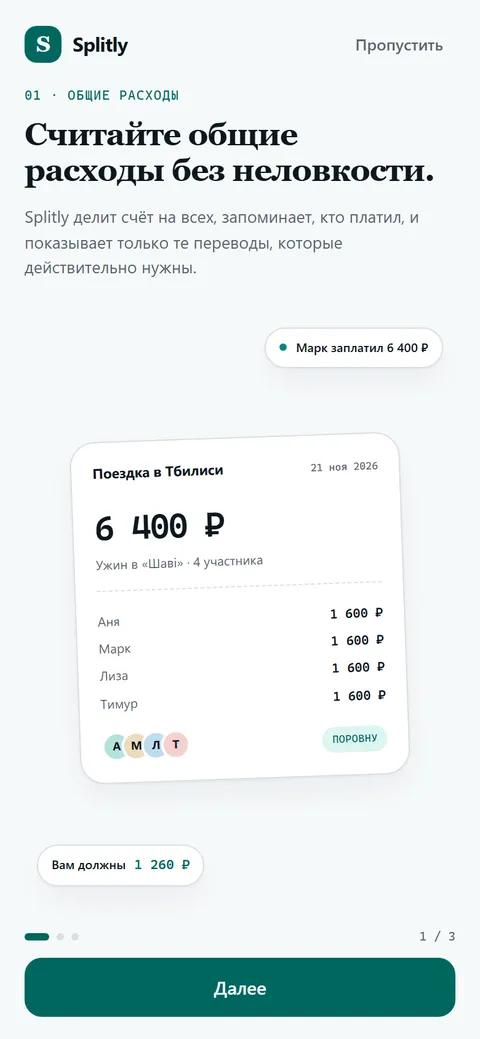 S Splitly
Пропустить
01 · ОБЩИЕ РАСХОДЫ
Считайте общие
расходы без неловкости.
Splitly делит счёт на всех, запоминает, кто платил, и
показывает только те переводы, которые
действительно нужны.
Марк заплатил 6 400 ₽
Поездка в Тбилиси
21 ноя 2026
6 400 ₽
Ужин в «Шаві» · 4 участника
Аня 1 600 ₽
Марк 1 600 ₽
Лиза 1 600 ₽
Тимур 1 600 ₽
А М Л Т
ПОРОВНУ
Вам должны 1 260 ₽
1 / 3
Далее